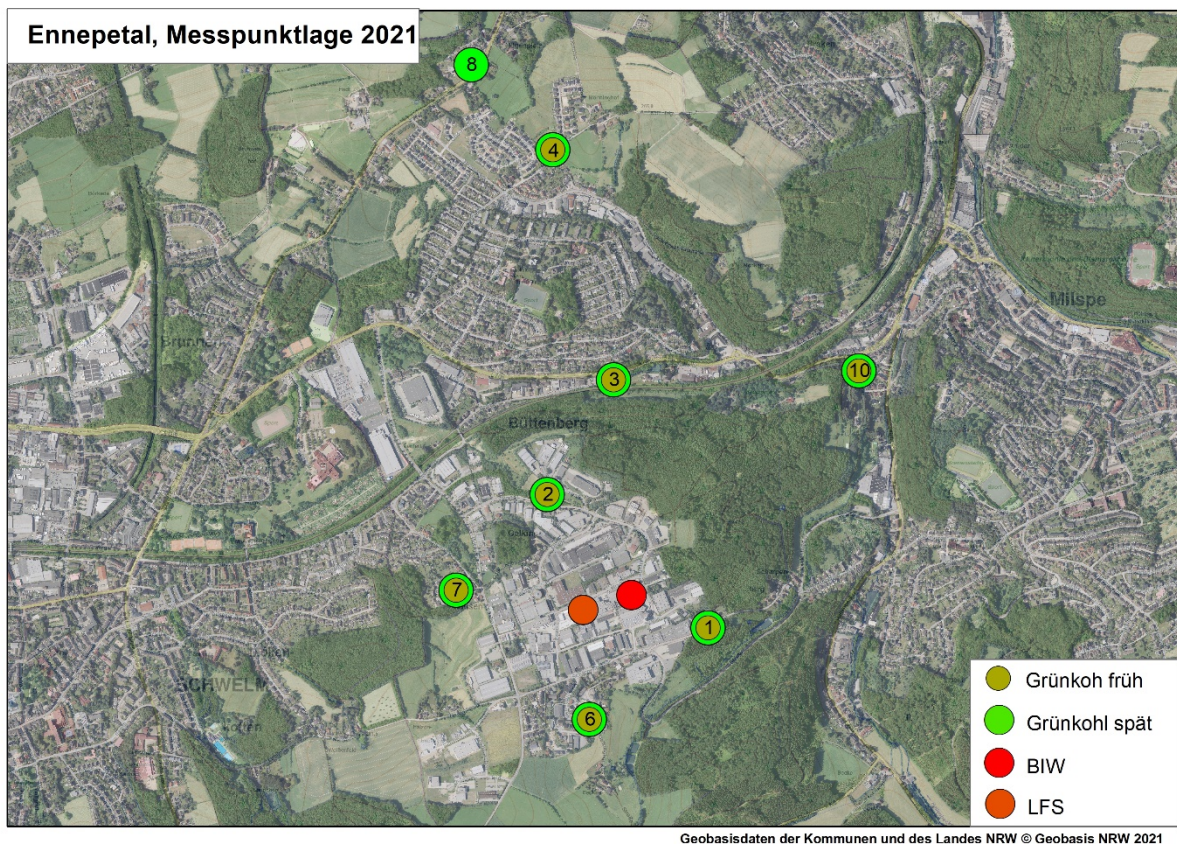 Ennepetal, Messpunktlage 2021
8
4
Milspe
10
3
Büttenberg
2
7
1
SCHWELM
6
Grünkoh früh
Grünkohl spät
BIW
LFS
Geobasisdaten der Kommunen und des Landes NRW © Geobasis NRW 2021